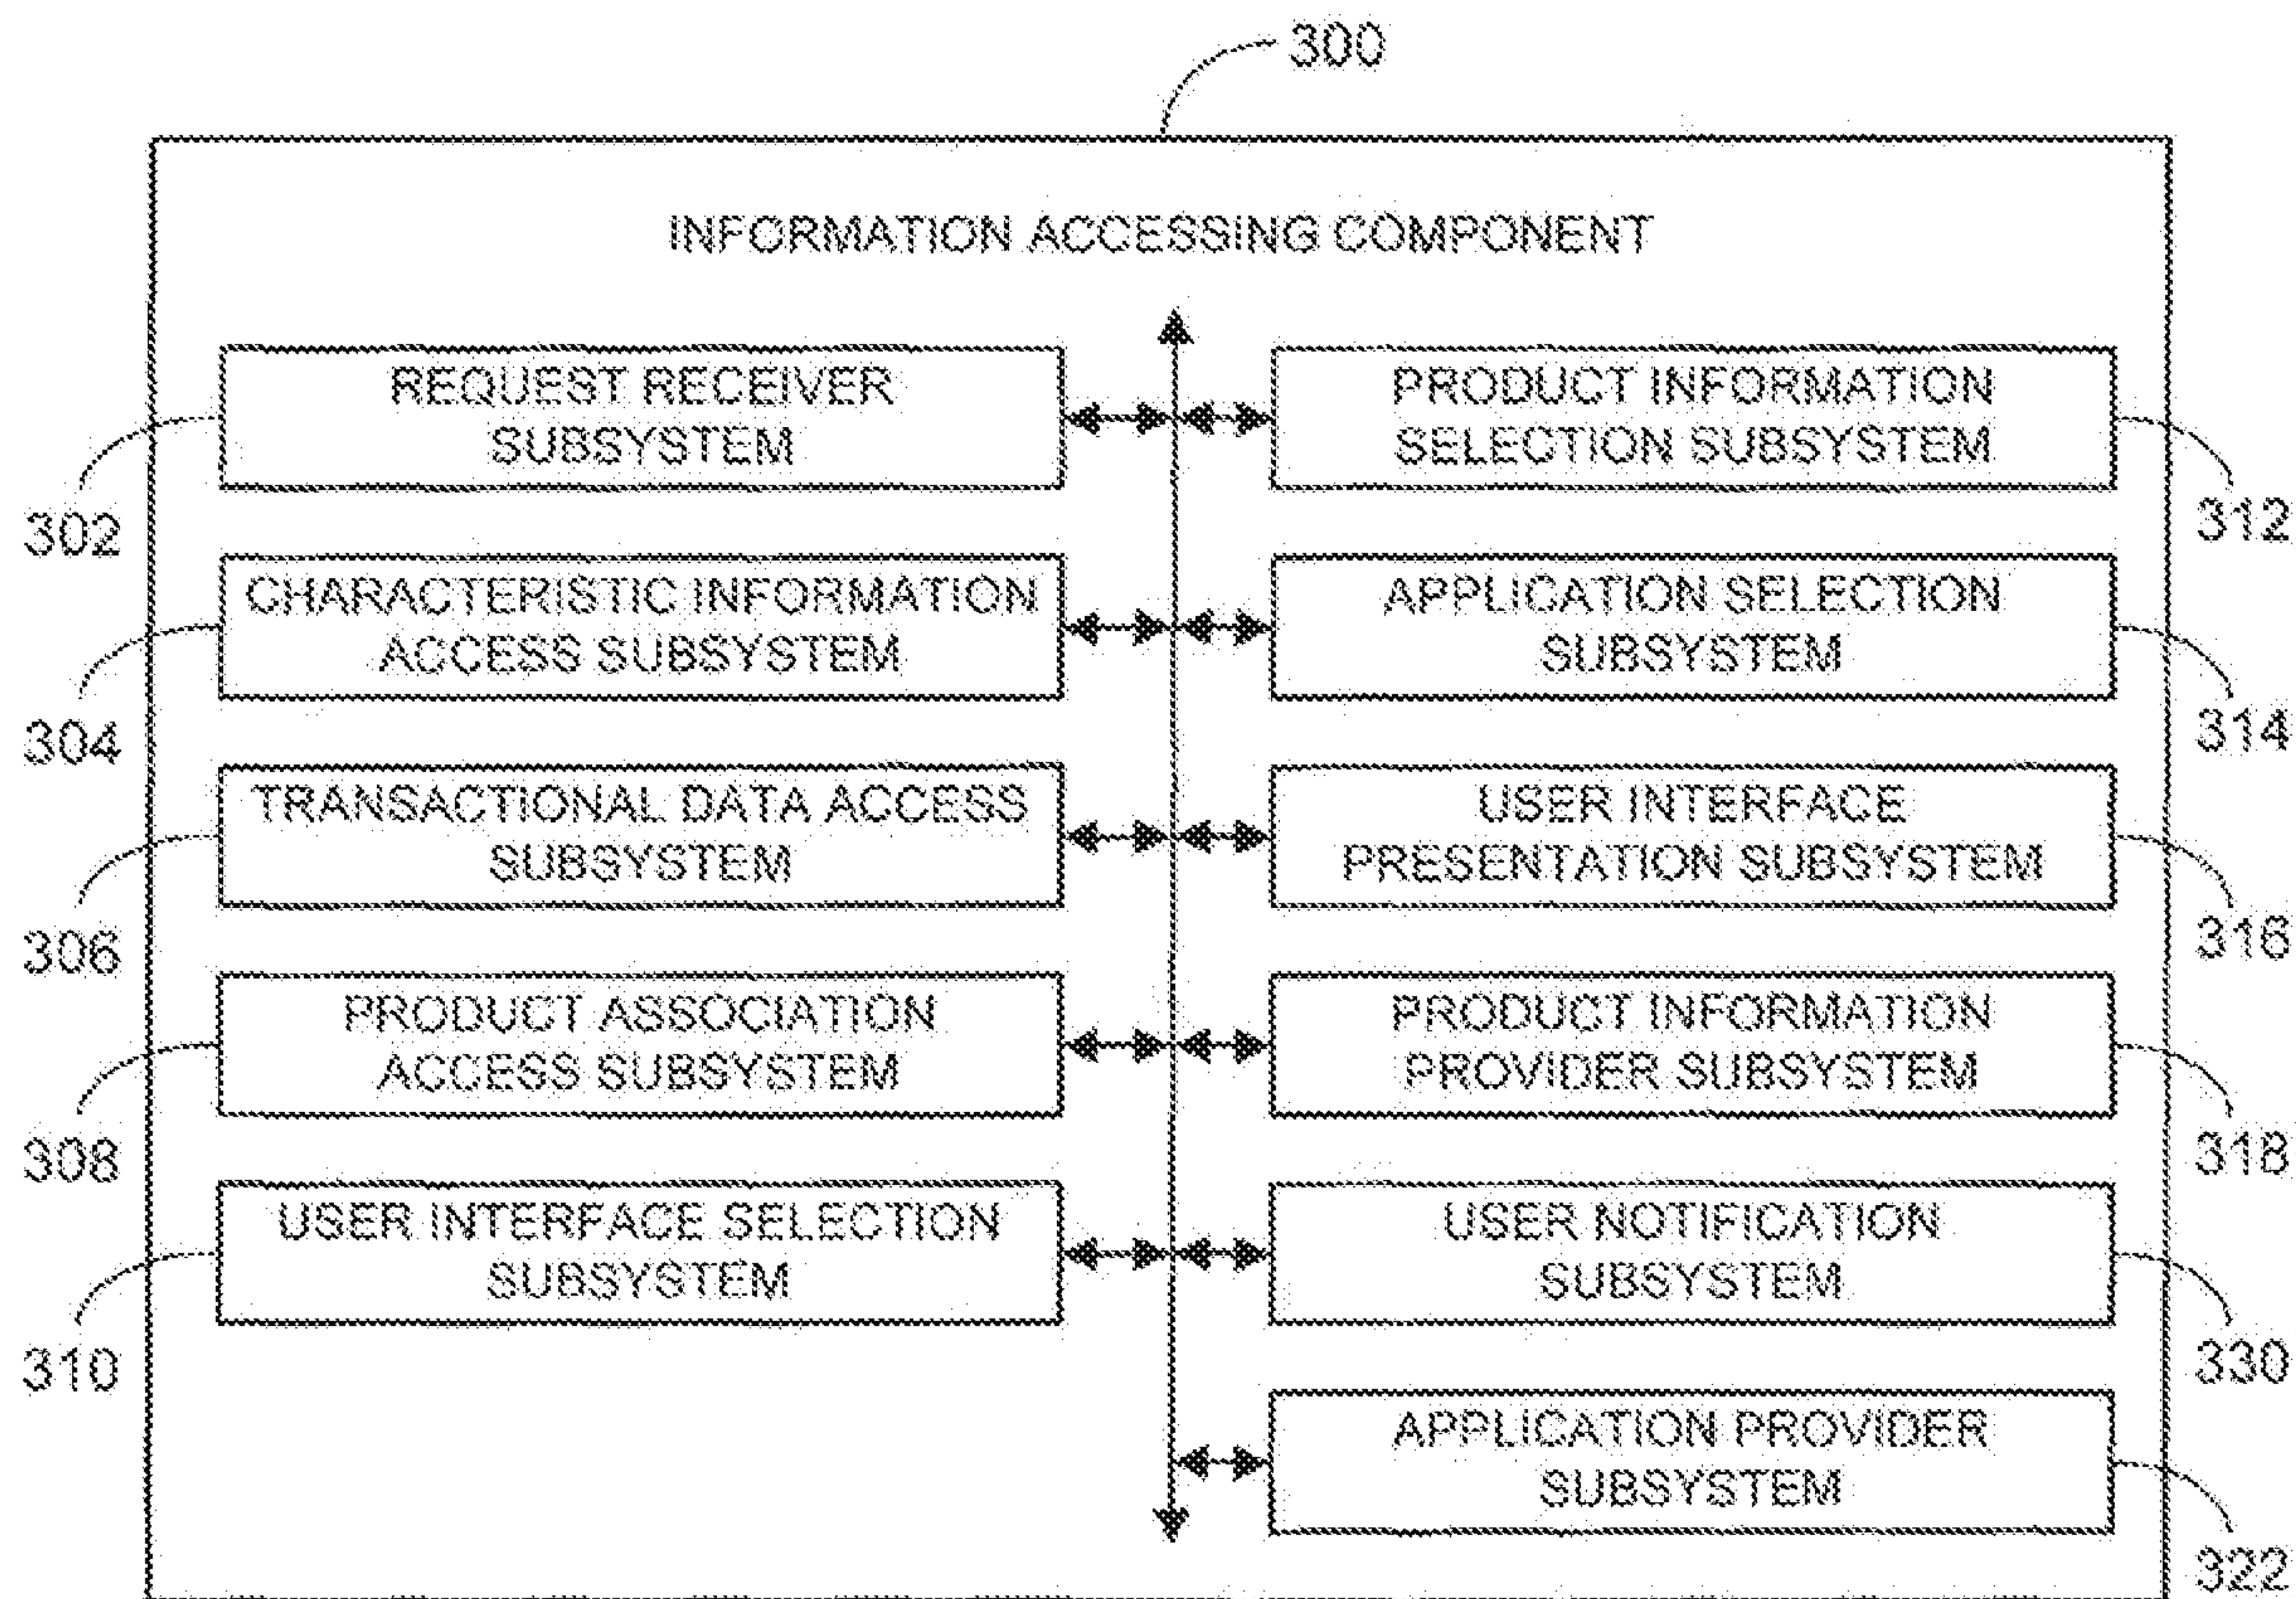 300
INFORMATION ACCESSING COMPONENT
REQUEST RECEIVER
SUBSYSTEM
302
CHARACTERISTIC INFORMATION
ACCESS SUBSYSTEM
304
TRANSACTIONAL DATA ACCESS
SUBSYSTEM
306
PRODUCT ASSOCIATION
ACCESS SUBSYSTEM
308
USER INTERFACE SELECTION
SUBSYSTEM
310
PRODUCT INFORMATION
SELECTION SUBSYSTEM
312
APPLICATION SELECTION
SUBSYSTEM
314
USER INTERFACE
PRESENTATION SUBSYSTEM
316
PRODUCT INFORMATION
PROVIDER SUBSYSTEM
318
USER NOTIFICATION
SUBSYSTEM
330
APPLICATION PROVIDER
SUBSYSTEM
322